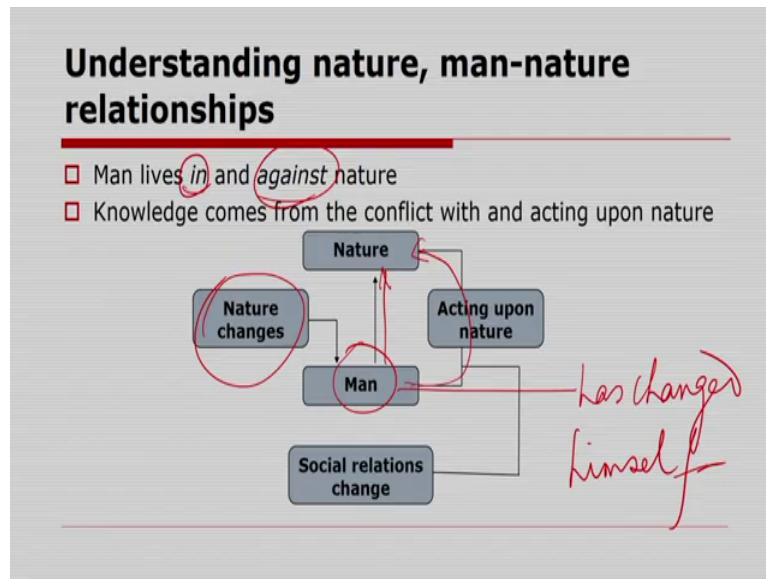 Understanding nature, man-nature
relationships
Man lives in and against nature
Knowledge comes from the conflict with and acting upon nature
Nature
Nature
changes
Acting upon
nature
Man
has changed
himself
Social relations
change